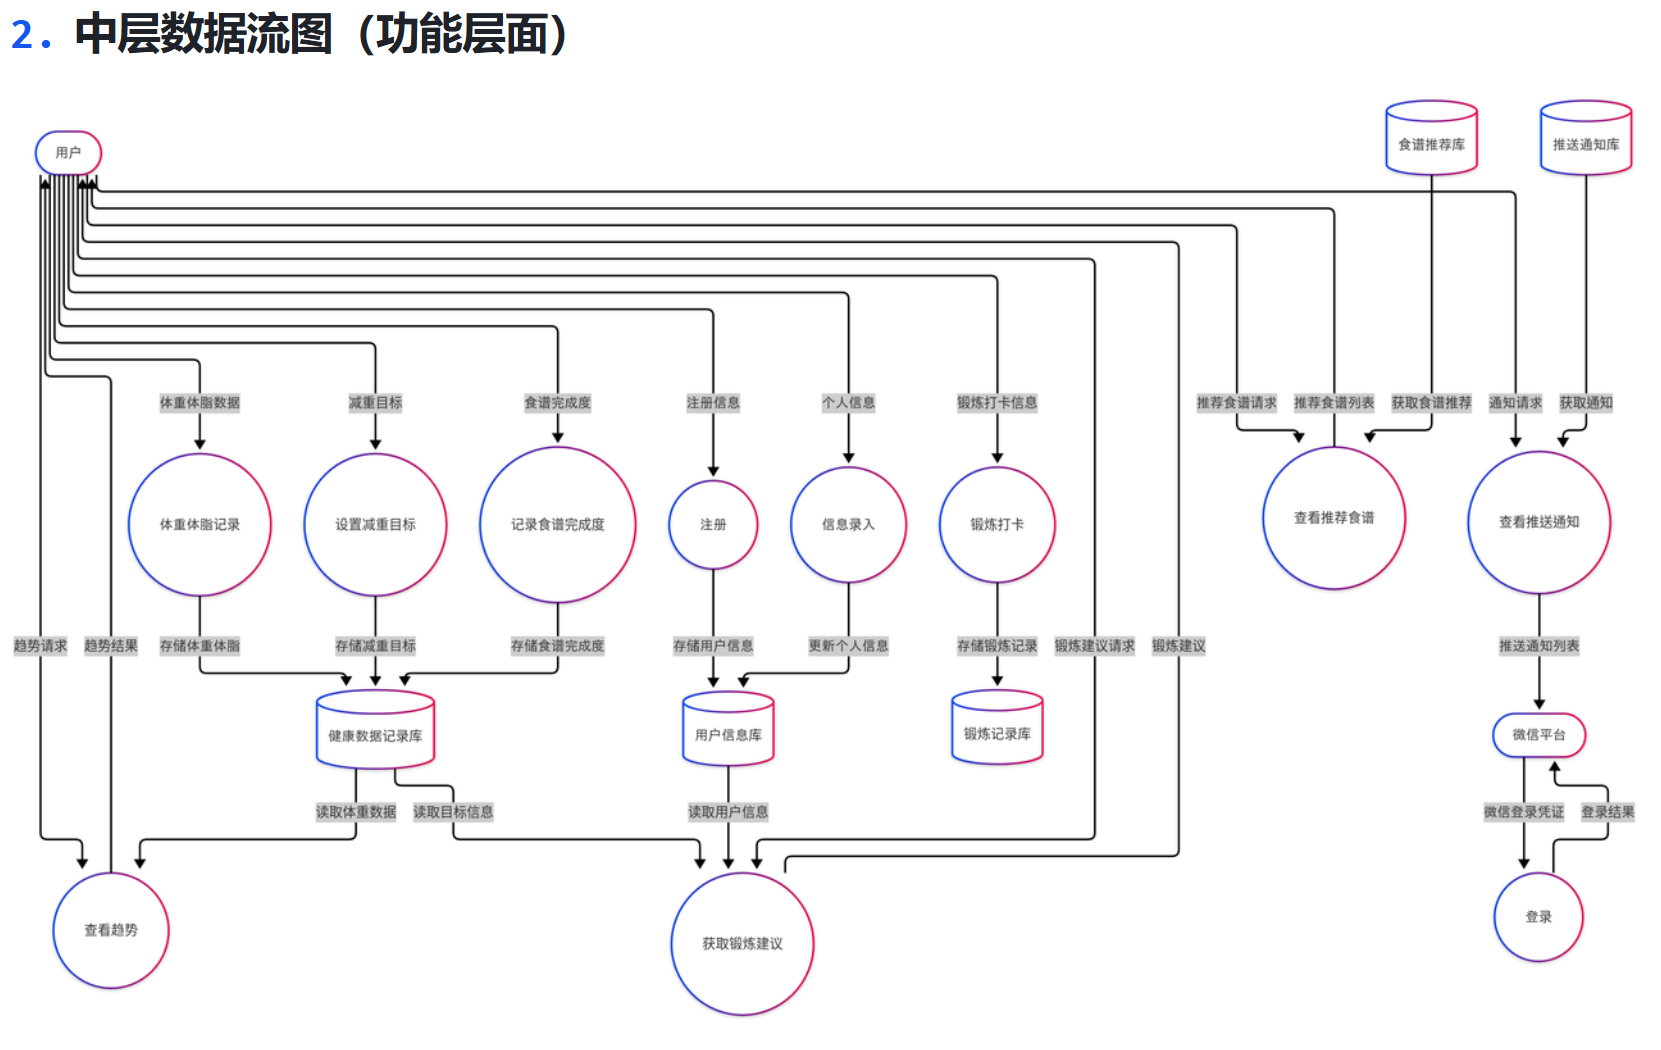 2. 中层数据流图（功能层面）
用户
食谱推荐库
推送通知库
体重体脂数据
减重目标
食谱完成度
注册信息
个人信息
锻炼打卡信息
推荐食谱请求
推荐食谱列表
获取食谱推荐
通知请求
获取通知
体重体脂记录
设置减重目标
记录食谱完成度
注册
信息录入
锻炼打卡
查看推荐食谱
查看推送通知
趋势请求
趋势结果
存储体重体脂
存储减重目标
存储食谱完成度
存储用户信息
更新个人信息
存储锻炼记录
锻炼建议请求
锻炼建议
推送通知列表
健康数据记录库
用户信息库
锻炼记录库
微信平台
读取体重数据
读取目标信息
读取用户信息
微信登录凭证
登录结果
查看趋势
获取锻炼建议
登录